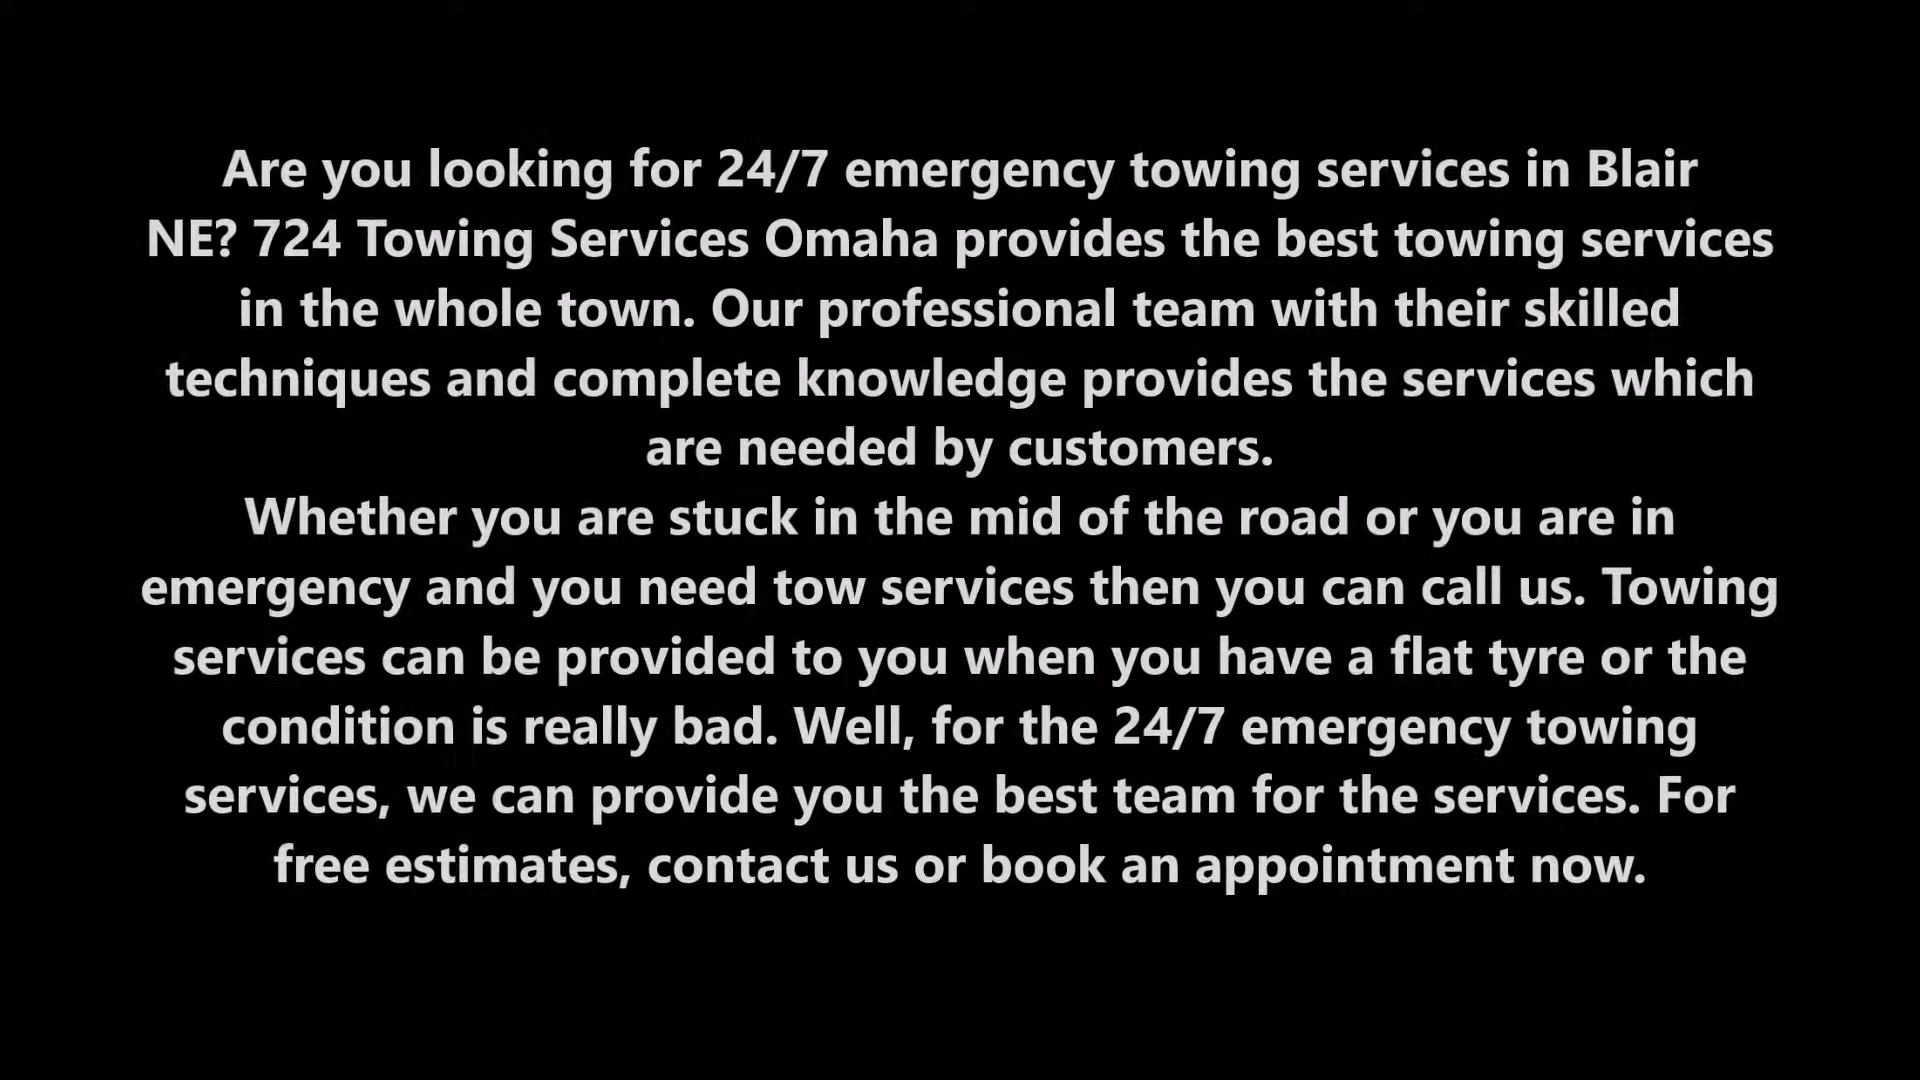 Are you looking for 24/7 emergency towing services in Blair
NE? 724 Towing Services Omaha provides the best towing services
in the whole town. Our professional team with their skilled
techniques and complete knowledge provides the services which
are needed by customers.
Whether you are stuck in the mid of the road or you are in
emergency and you need tow services then you can call us. Towing
services can be provided to you when you have a flat tyre or the
condition is really bad. Well, for the 24/7 emergency towing
services, we can provide you the best team for the services. For
free estimates, contact us or book an appointment now.